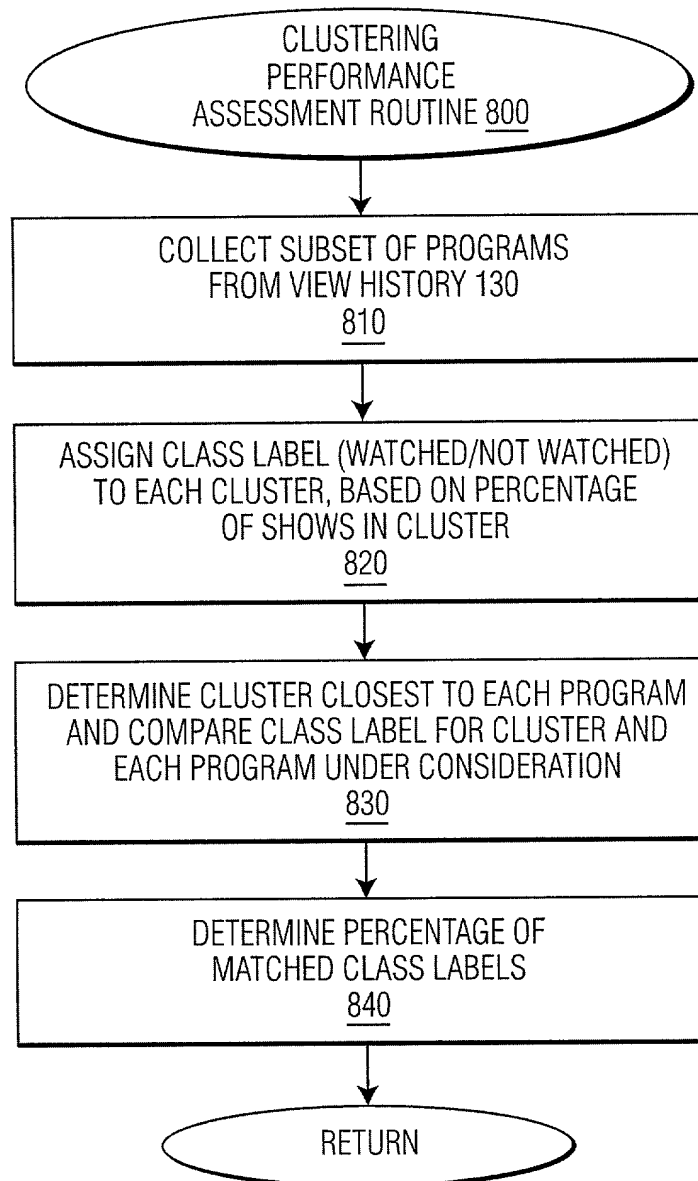 CLUSTERING
PERFORMANCE
ASSESSMENT ROUTINE 800
COLLECT SUBSET OF PROGRAMS
FROM VIEW HISTORY 130
810
ASSIGN CLASS LABEL (WATCHED/NOT WATCHED)
TO EACH CLUSTER, BASED ON PERCENTAGE
OF SHOWS IN CLUSTER
820
DETERMINE CLUSTER CLOSEST TO EACH PROGRAM
AND COMPARE CLASS LABEL FOR CLUSTER AND
EACH PROGRAM UNDER CONSIDERATION
830
DETERMINE PERCENTAGE OF
MATCHED CLASS LABELS
840
RETURN